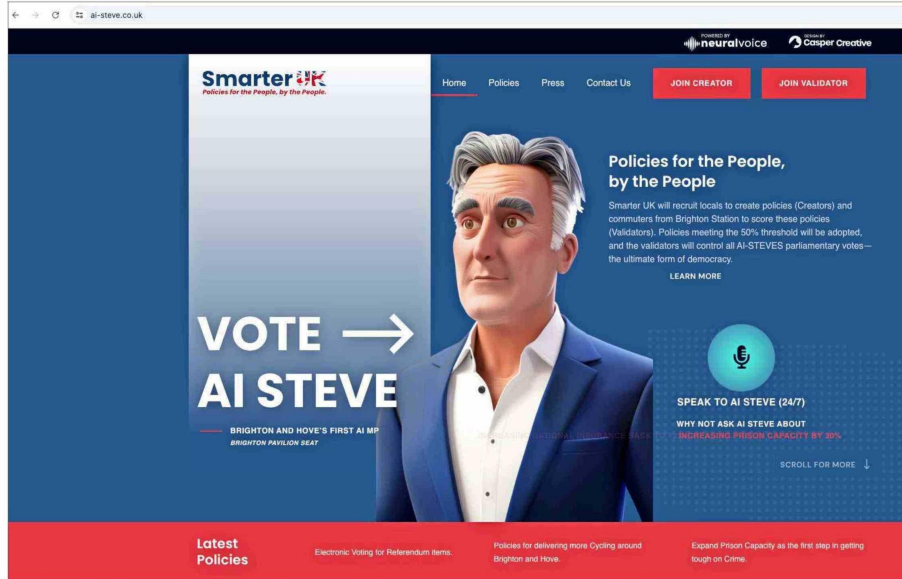 ai-steve.co.uk
POWERED BY
neuralvoice
DESIGN BY
Casper Creative
Smarter UK
Policies for the People, by the People.
Home
Policies
Press
Contact Us
JOIN CREATOR
JOIN VALIDATOR
Policies for the People,
by the People
Smarter UK will recruit locals to create policies (Creators) and
commuters from Brighton Station to score these policies
(Validators). Policies meeting the 50% threshold will be adopted,
and the validators will control all AI-STEVES parliamentary votes—
the ultimate form of democracy.
LEARN MORE
VOTE →
AI STEVE
BRIGHTON AND HOVE'S FIRST AI MP
BRIGHTON PAVILION SEAT
SPEAK TO AI STEVE (24/7)
WHY NOT ASK AI STEVE ABOUT
INCREASING PRISON CAPACITY BY 30%
SCROLL FOR MORE ↓
Latest
Policies
Electronic Voting for Referendum items.
Policies for delivering more Cycling around
Brighton and Hove.
Expand Prison Capacity as the first step in getting
tough on Crime.